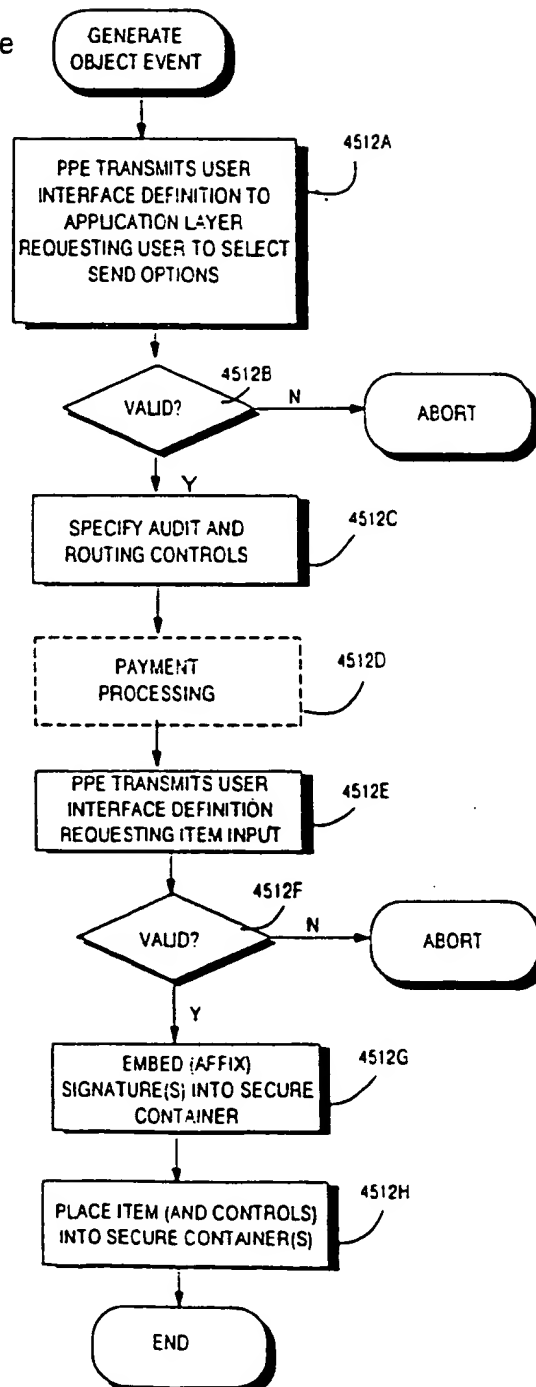 e
GENERATE
OBJECT EVENT
4512A
PPE TRANSMITS USER
INTERFACE DEFINITION TO
APPLICATION LAYER
REQUESTING USER TO SELECT
SEND OPTIONS
4512B
VALID?
N
ABORT
Y
4512C
SPECIFY AUDIT AND
ROUTING CONTROLS
4512D
PAYMENT
PROCESSING
PPE TRANSMITS USER
INTERFACE DEFINITION
REQUESTING ITEM INPUT
4512E
4512F
VALID?
N
ABORT
Y
EMBED (AFFIX)
SIGNATURE(S) INTO SECURE
CONTAINER
4512G
4512H
PLACE ITEM (AND CONTROLS)
INTO SECURE CONTAINER(S)
END